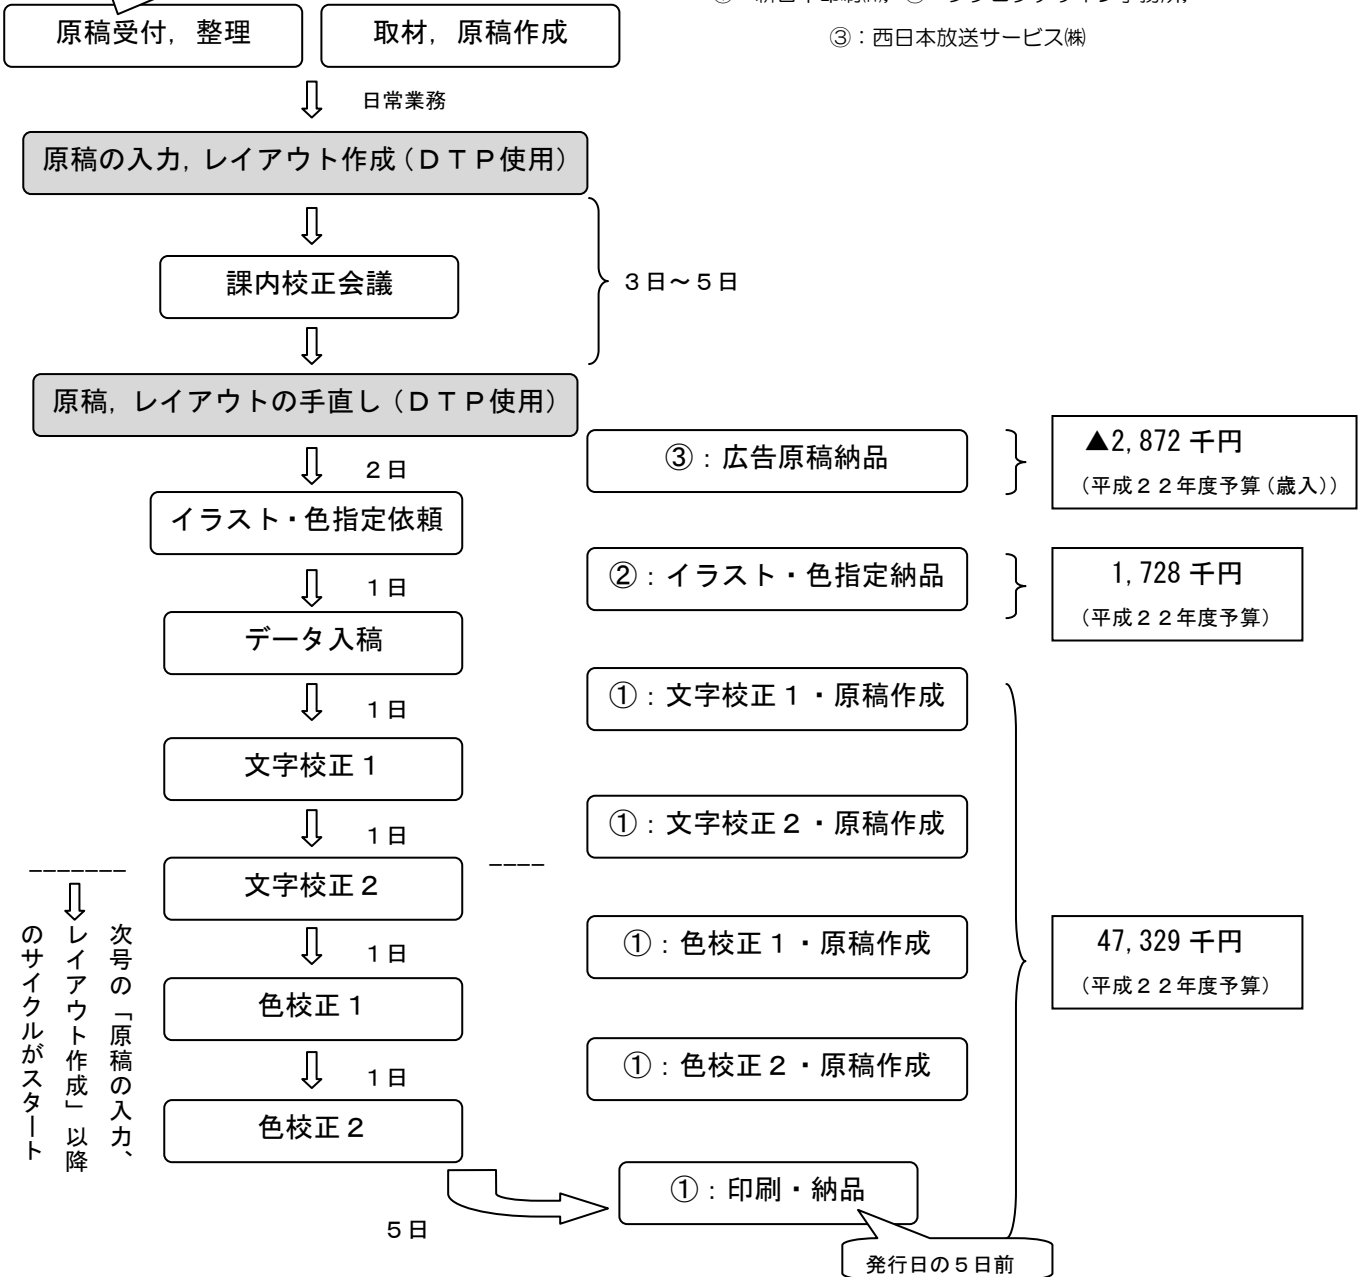 原稿受付，整理
取材，原稿作成
③：西日本放送サービス㈱
日常業務
原稿の入力，レイアウト作成（ＤＴＰ使用）
課内校正会議
３日～５日
原稿，レイアウトの手直し（ＤＴＰ使用）
２日
③：広告原稿納品
▲2,872 千円
（平成２２年度予算（歳入））
イラスト・色指定依頼
１日
②：イラスト・色指定納品
1,728 千円
（平成２２年度予算）
データ入稿
１日
①：文字校正１・原稿作成
文字校正１
１日
①：文字校正２・原稿作成
文字校正２
１日
①：色校正１・原稿作成
47,329 千円
（平成２２年度予算）
色校正１
１日
①：色校正２・原稿作成
色校正２
次号の「原稿の入力、
レイアウト作成」以降
のサイクルがスタート
５日
①：印刷・納品
発行日の５日前